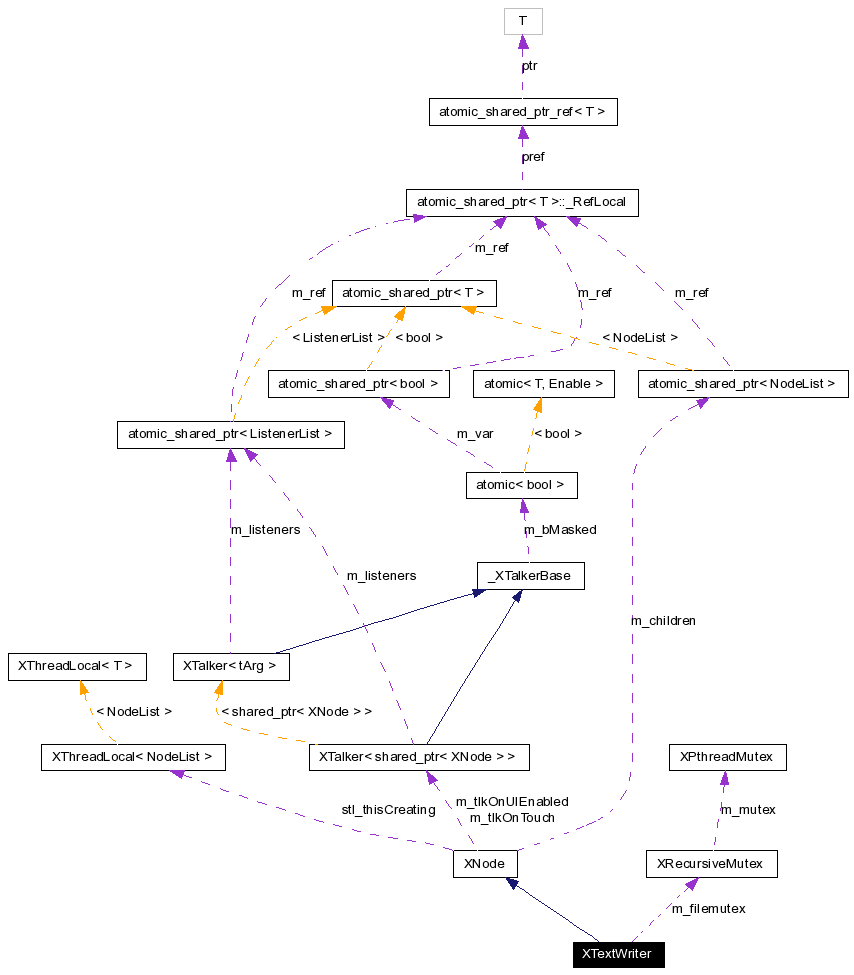 T
ptr
atomic_shared_ptr_ref< T >
pref
atomic_shared_ptr< T >::_RefLocal
m_ref
m_ref
atomic_shared_ptr< T >
m_ref
m_ref
< ListenerList >
< bool >
< NodeList >
atomic_shared_ptr< bool >
atomic< T, Enable >
atomic_shared_ptr< NodeList >
atomic_shared_ptr< ListenerList >
m_var
< bool >
atomic< bool >
m_listeners
m_bMasked
m_listeners
_XTalkerBase
m_children
XThreadLocal< T >
XTalker< tArg >
< NodeList >
< shared_ptr< XNode > >
XThreadLocal< NodeList >
XTalker< shared_ptr< XNode > >
XPthreadMutex
stl_thisCreating
m_tlkOnUIEnabled
m_tlkOnTouch
m_mutex
XNode
XRecursiveMutex
m_filemutex
XTextWriter